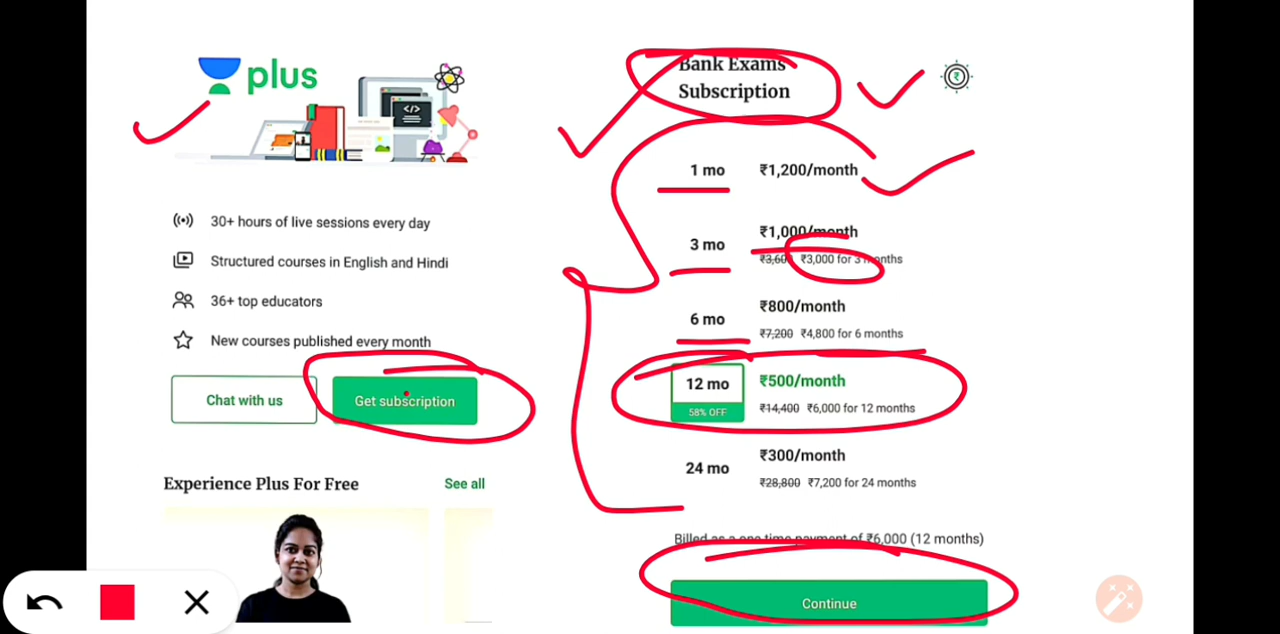 plus
</>
30+ hours of live sessions every day
Structured courses in English and Hindi
36+ top educators
New courses published every month
Chat with us
Get subscription
Experience Plus For Free
See all
Bank Exams
Subscription
₹
1 mo ₹1,200/month
3 mo ₹1,000/month
₹3,600 ₹3,000 for 3 months
6 mo ₹800/month
₹7,200 ₹4,800 for 6 months
12 mo ₹500/month
58% OFF ₹14,400 ₹6,000 for 12 months
24 mo ₹300/month
₹28,800 ₹7,200 for 24 months
Billed as a one time payment of ₹6,000 (12 months)
Continue